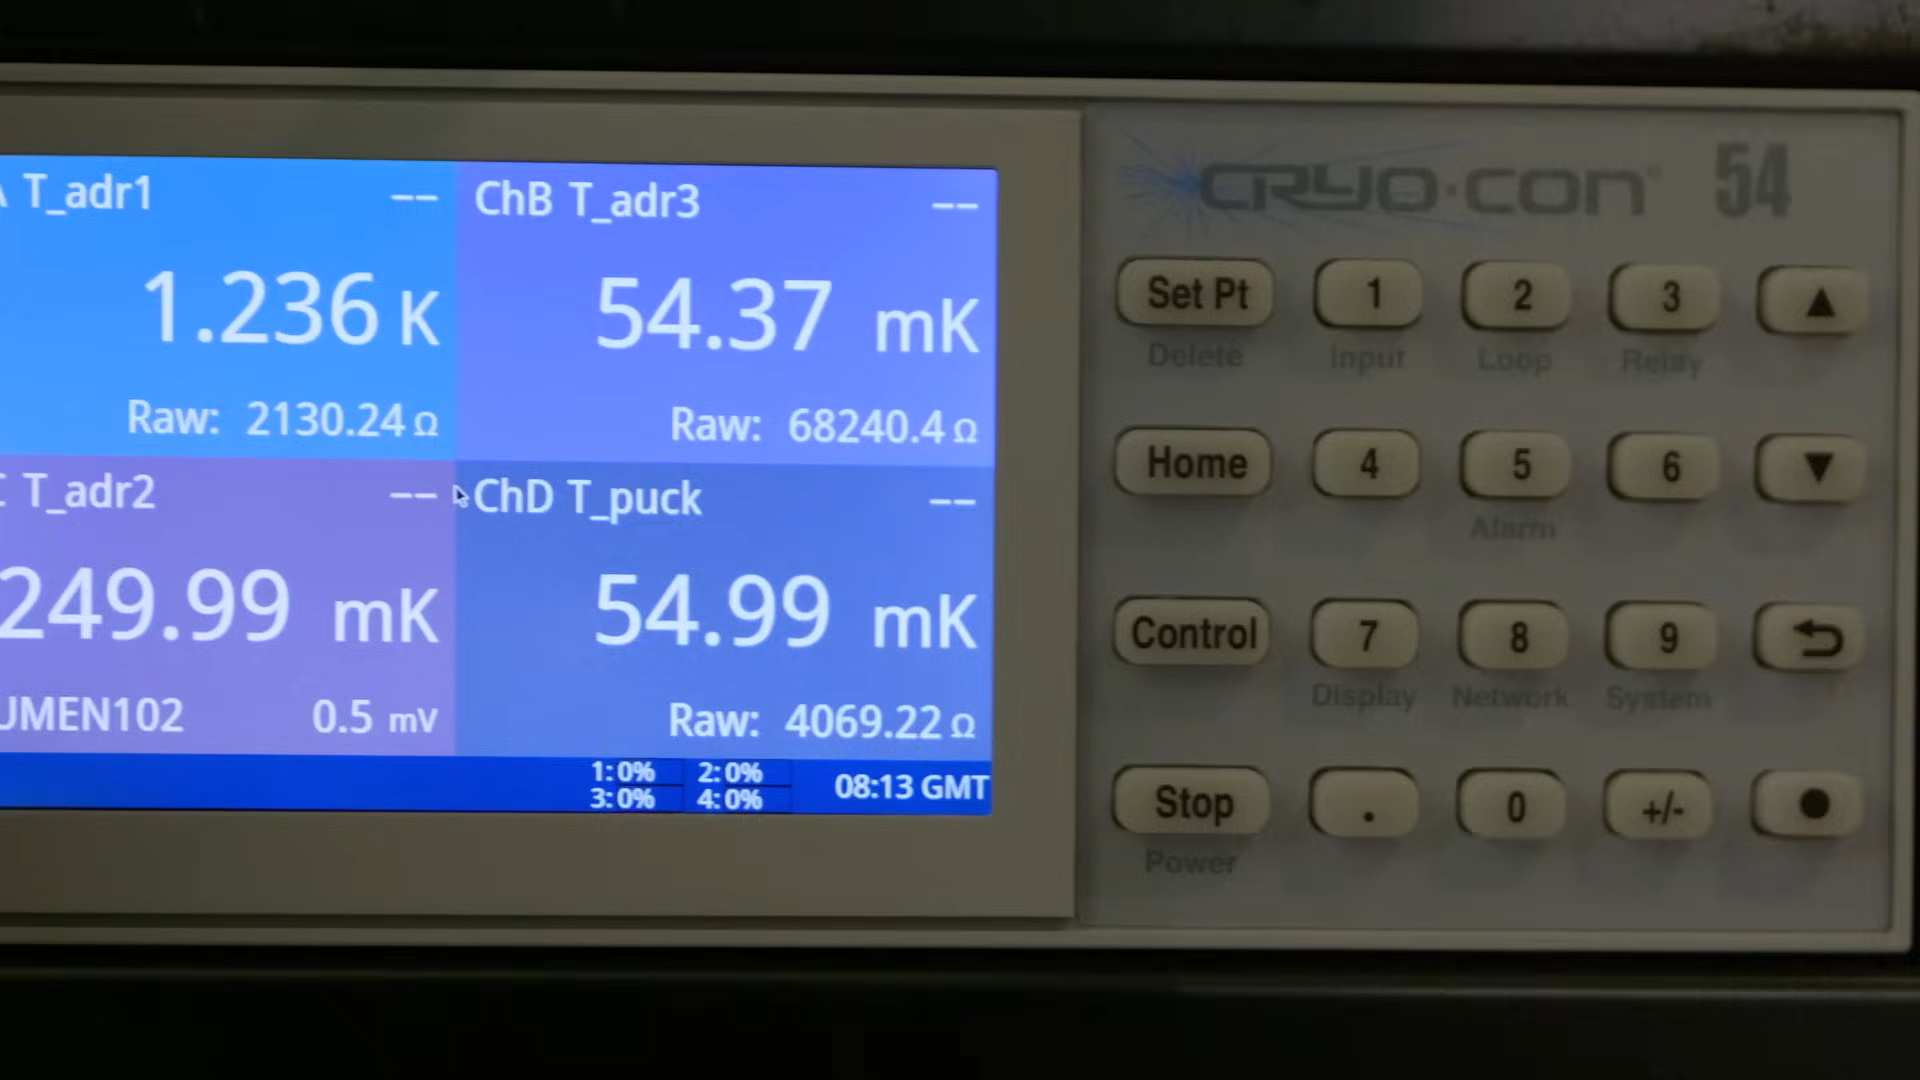 T_adr1 --
1.236 K
Raw: 2130.24 Ω
ChB T_adr3 --
54.37 mK
Raw: 68240.4 Ω
T_adr2 --
249.99 mK
UMEN102 0.5 mV
ChD T_puck --
54.99 mK
Raw: 4069.22 Ω
1:0% 2:0%
3:0% 4:0%
08:13 GMT
CRYO·CON 54
Set Pt 1 2 3 ▲
Delete Input Loop Relay
Home 4 5 6 ▼
Alarm
Control 7 8 9
Display Network System
Stop . 0 +/- ●
Power